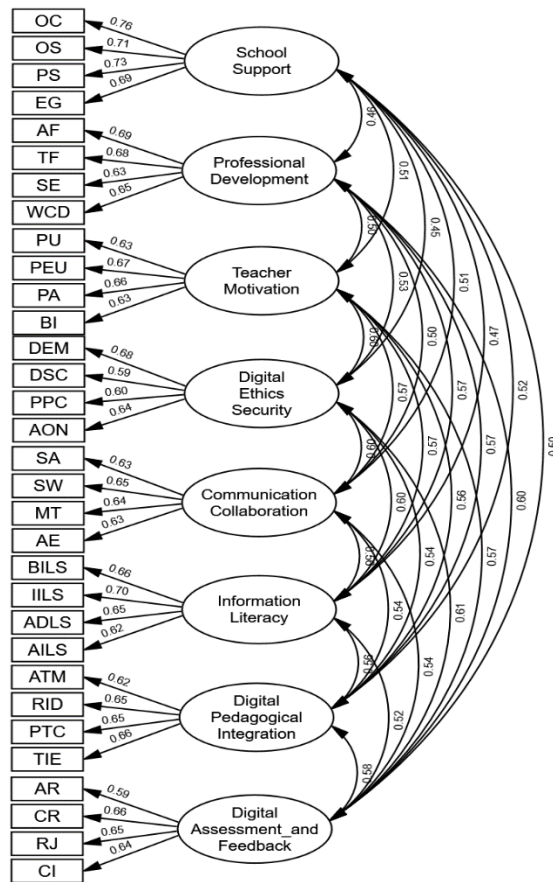 OC
0.76
OS
0.71
PS
0.73
EG
0.69
School
Support
AF
0.69
TF
0.68
SE
0.63
WCD
0.65
Professional
Development
PU
0.63
PEU
0.67
PA
0.66
BI
0.63
Teacher
Motivation
DEM
0.68
DSC
0.59
PPC
0.60
AON
0.64
Digital
Ethics
Security
SA
0.63
SW
0.65
MT
0.64
AE
0.63
Communication
Collaboration
BILS
0.66
IILS
0.70
ADLS
0.65
AILS
0.62
Information
Literacy
ATM
0.62
RID
0.65
PTC
0.65
TIE
0.66
Digital
Pedagogical
Integration
AR
0.59
CR
0.66
RJ
0.65
CI
0.64
Digital
Assessment_and
Feedback
0.46
0.51
0.50
0.45
0.53
0.51
0.50
0.47
0.57
0.57
0.52
0.60
0.57
0.57
0.60
0.56
0.60
0.54
0.57
0.54
0.61
0.56
0.54
0.52
0.58